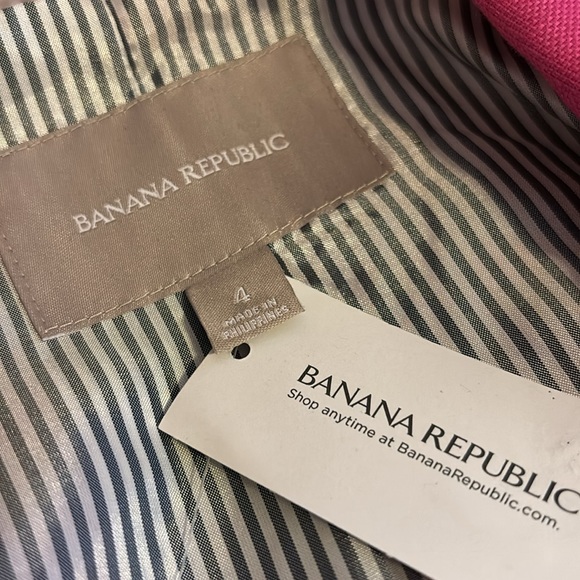 BANANA REPUBLIC
4
MADE IN
PHILIPPINES
BANANA REPUBLIC
Shop anytime at BananaRepublic.com.